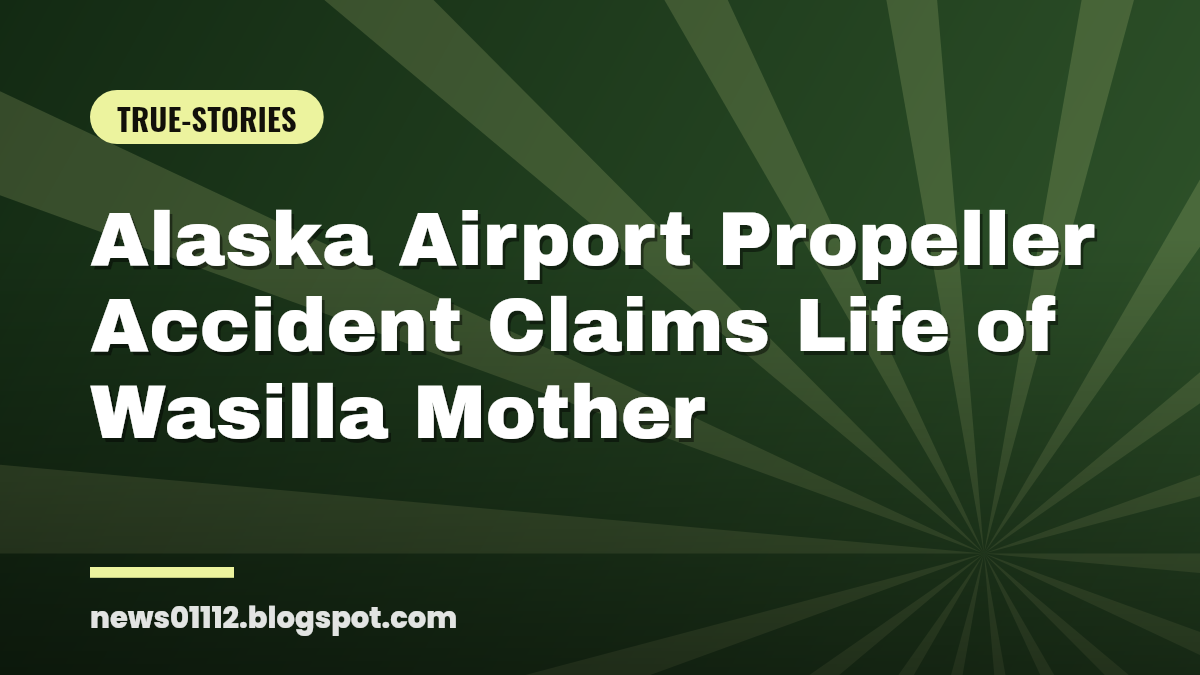 TRUE-STORIES
Alaska Airport Propeller
Accident Claims Life of
Wasilla Mother
news01112.blogspot.com